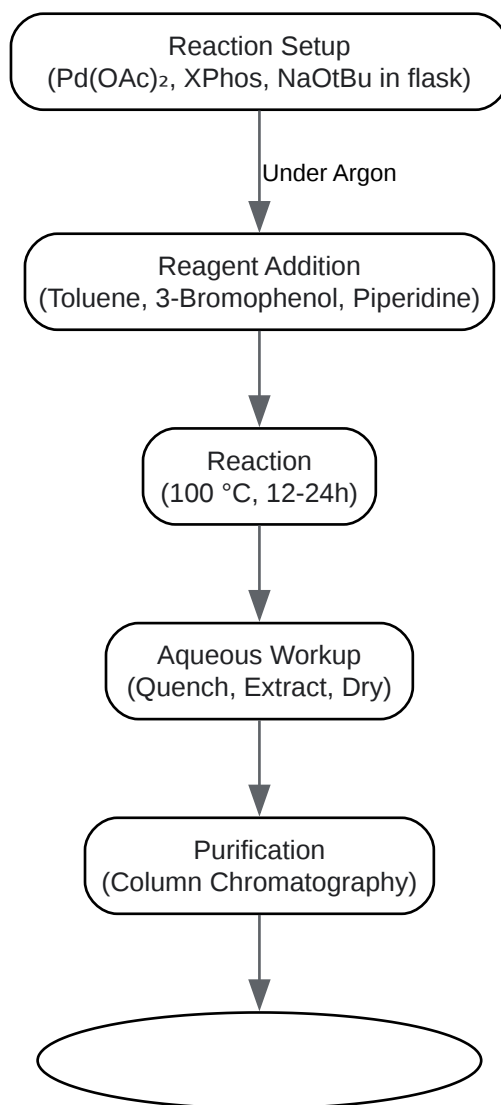 Reaction Setup
(Pd(OAc)₂, XPhos, NaOtBu in flask)
Under Argon
Reagent Addition
(Toluene, 3-Bromophenol, Piperidine)
Reaction
(100 °C, 12-24h)
Aqueous Workup
(Quench, Extract, Dry)
Purification
(Column Chromatography)